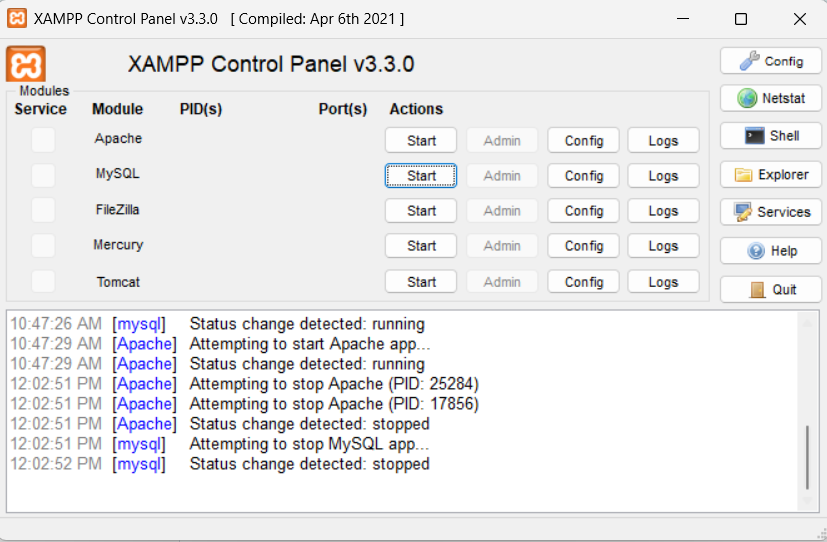 XAMPP Control Panel v3.3.0 [ Compiled: Apr 6th 2021 ]
XAMPP Control Panel v3.3.0
Config
Modules
Service Module PID(s) Port(s) Actions
Netstat
Apache Start Admin Config Logs
Shell
MySQL Start Admin Config Logs
Explorer
FileZilla Start Admin Config Logs
Services
Mercury Start Admin Config Logs
Help
Tomcat Start Admin Config Logs
Quit
10:47:26 AM [mysql] Status change detected: running
10:47:29 AM [Apache] Attempting to start Apache app...
10:47:29 AM [Apache] Status change detected: running
12:02:51 PM [Apache] Attempting to stop Apache (PID: 25284)
12:02:51 PM [Apache] Attempting to stop Apache (PID: 17856)
12:02:51 PM [Apache] Status change detected: stopped
12:02:51 PM [mysql] Attempting to stop MySQL app...
12:02:52 PM [mysql] Status change detected: stopped